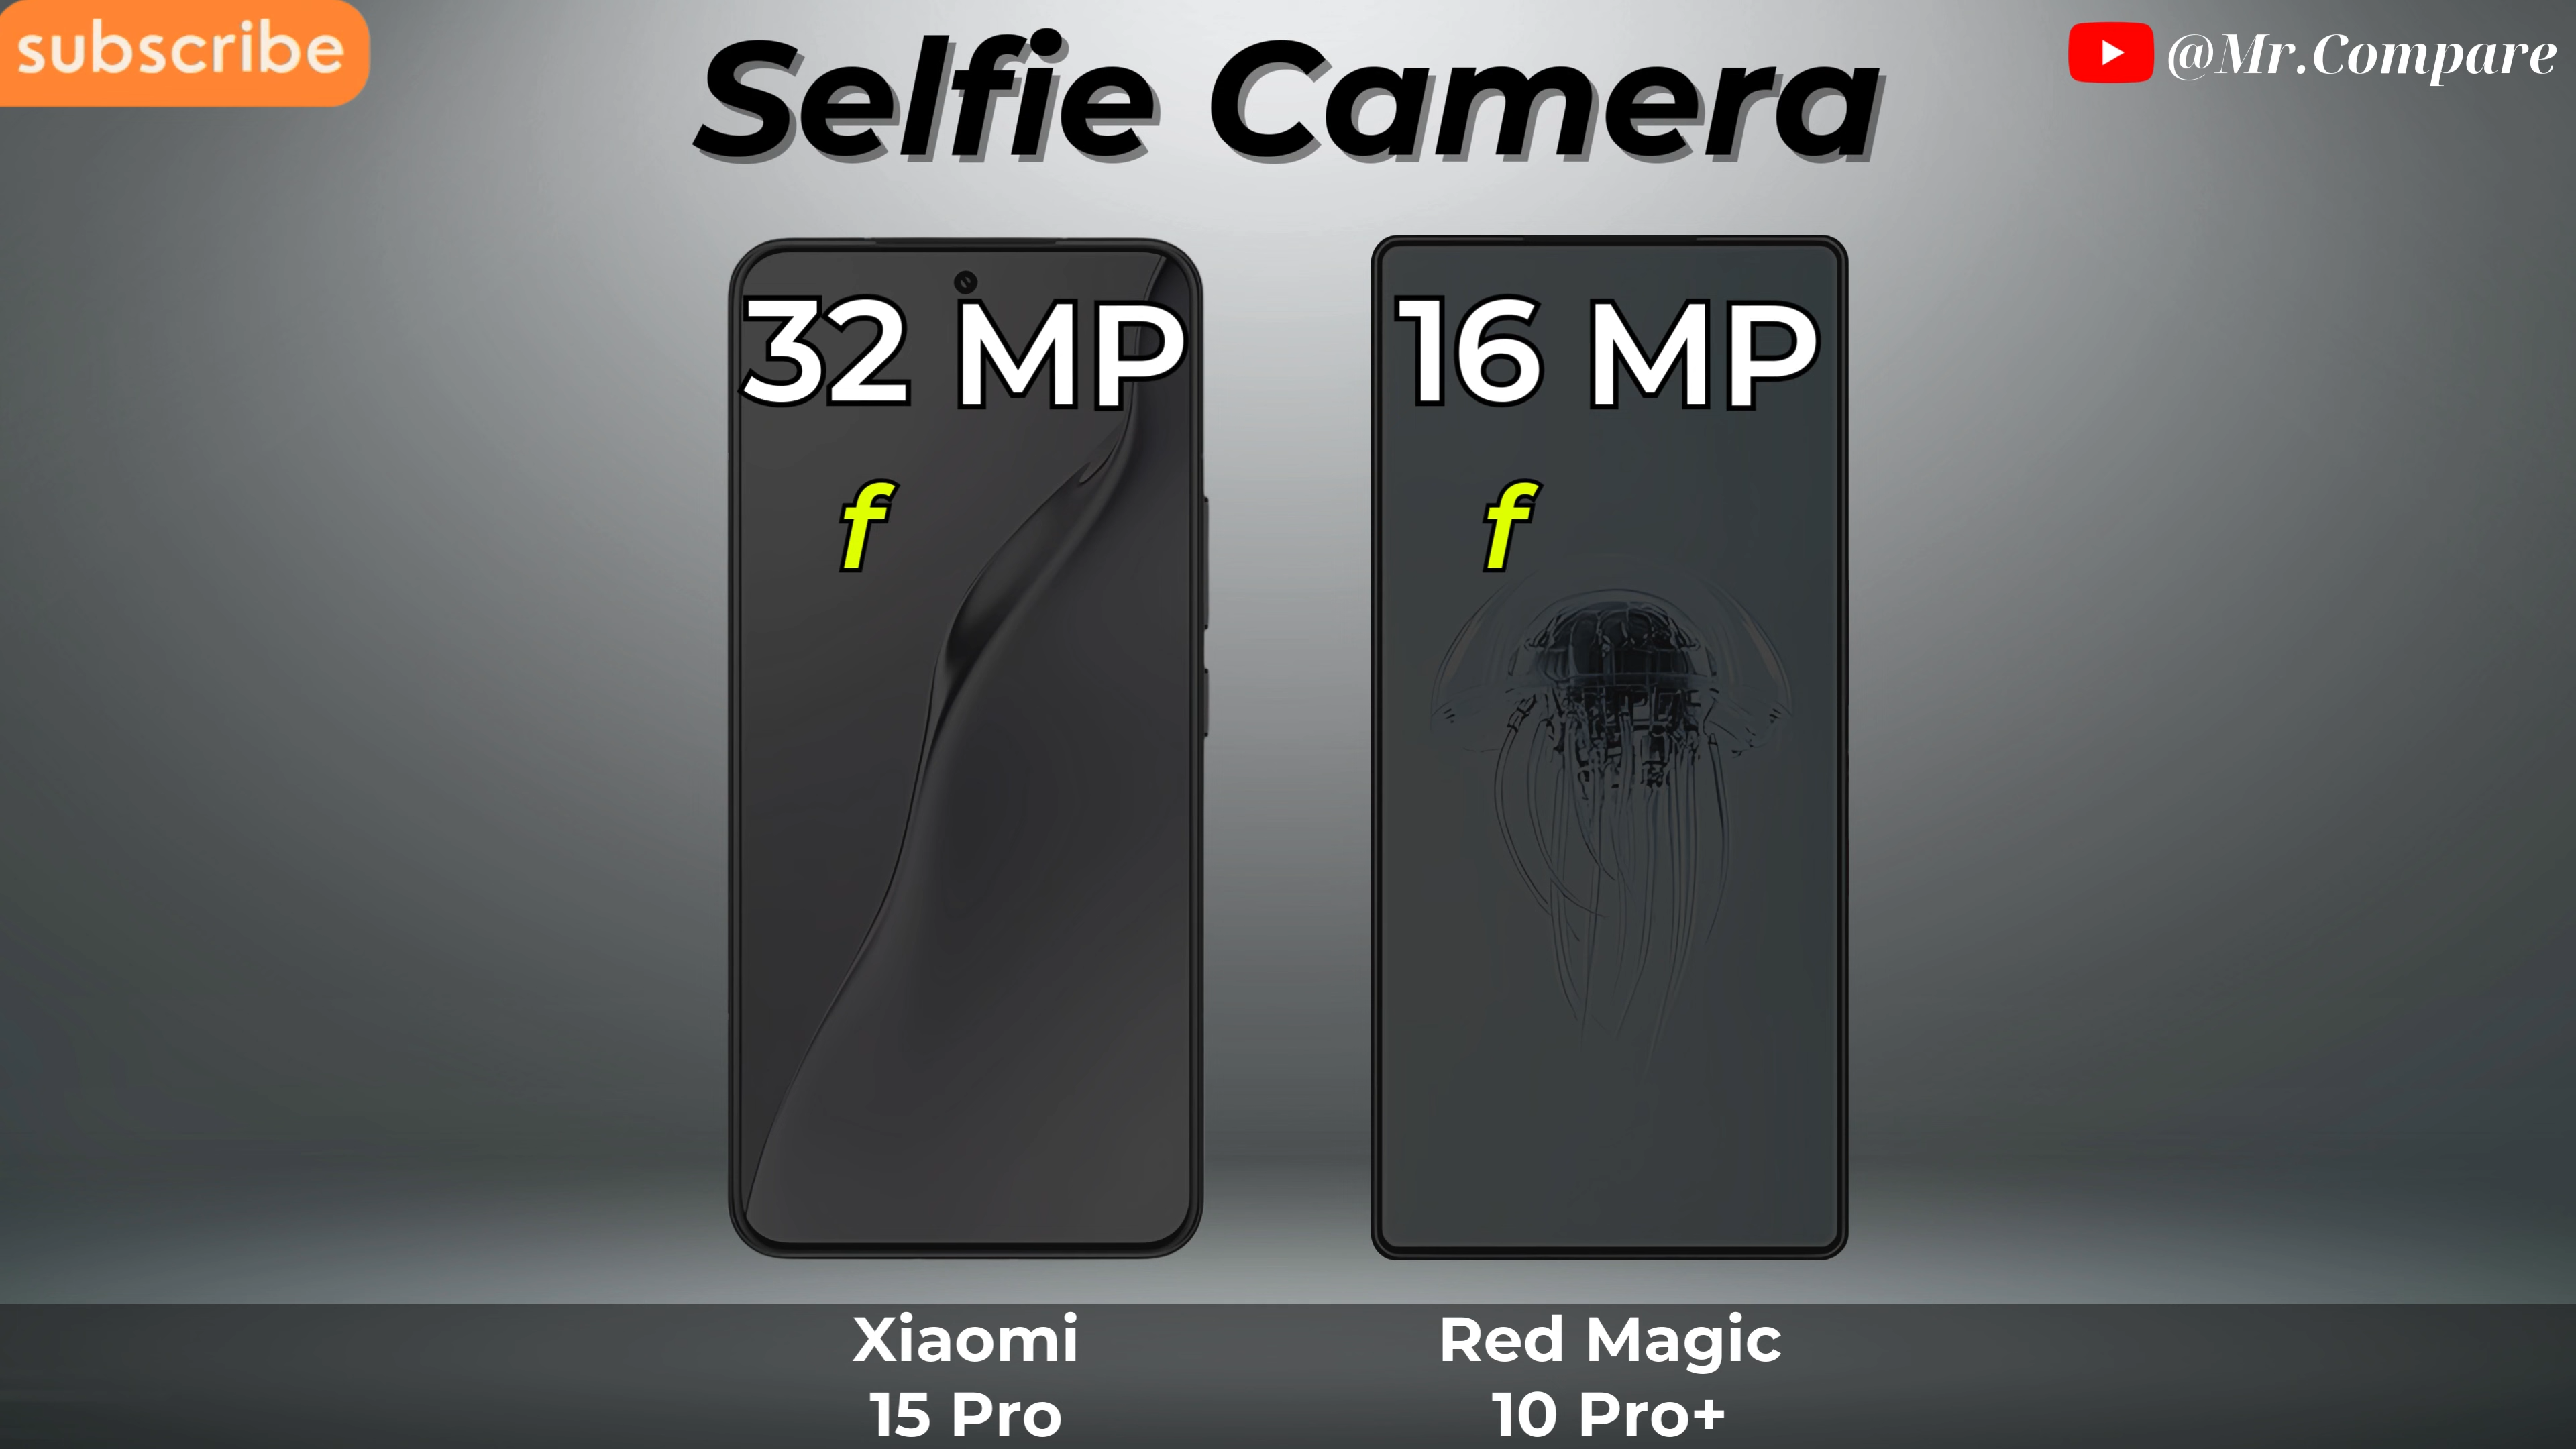 subscribe
Selfie Camera
@Mr.Compare
32 MP
16 MP
f
f
Xiaomi
15 Pro
Red Magic
10 Pro+